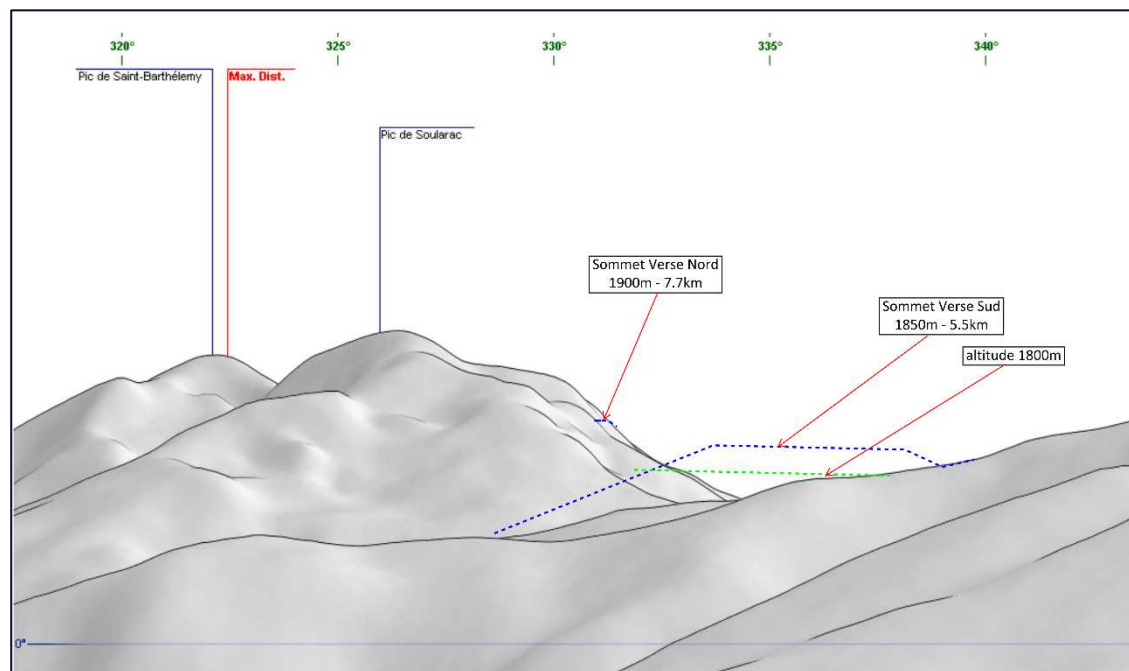 320°
325°
330°
335°
340°
Pic de Saint-Barthélemy
Max. Dist.
Pic de Soularac
Sommet Verse Nord
1900m - 7.7km
Sommet Verse Sud
1850m - 5.5km
altitude 1800m
0°